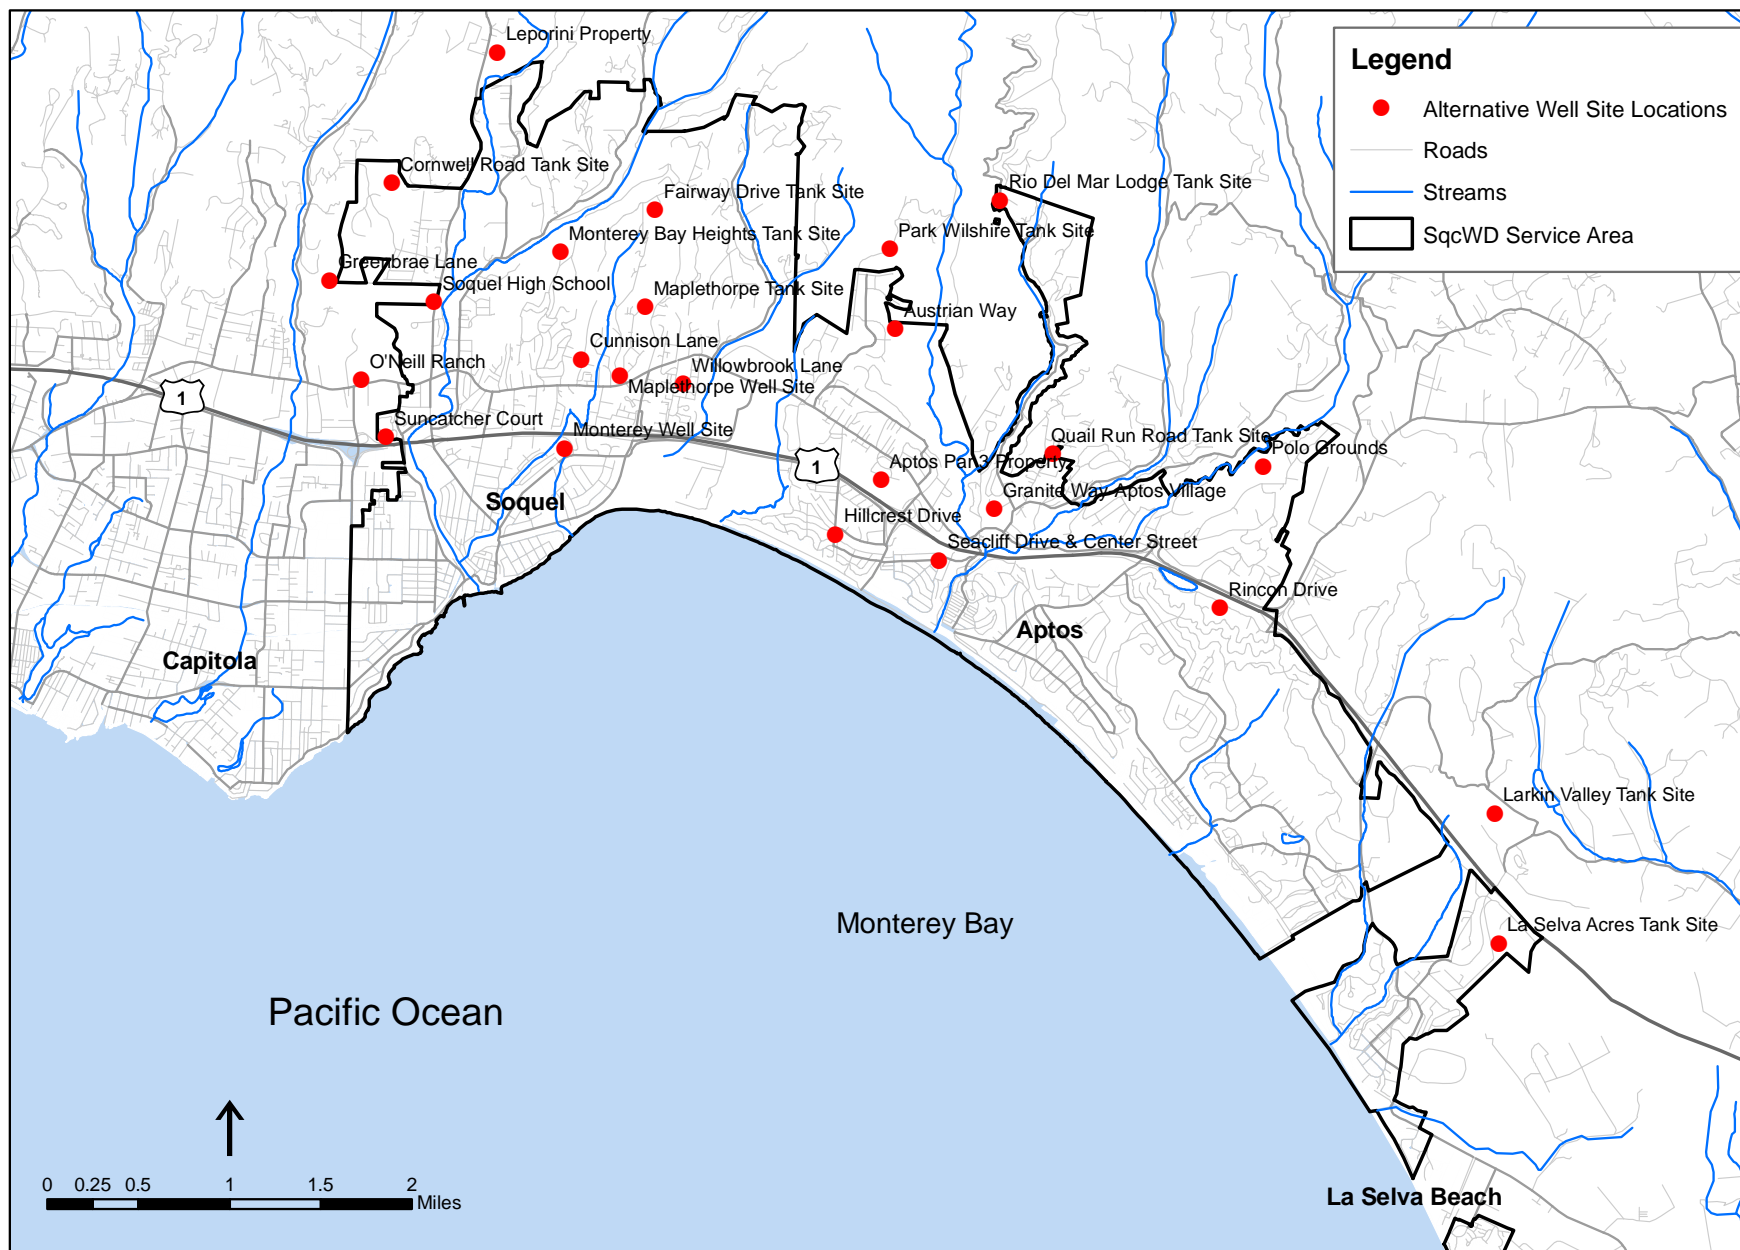 Leporini Property
Legend
Alternative Well Site Locations
Roads
Streams
SqcWD Service Area
Cornwell Road Tank Site
Fairway Drive Tank Site
Rio Del Mar Lodge Tank Site
Monterey Bay Heights Tank Site
Park Wilshire Tank Site
Greenbrae Lane
Soquel High School
Maplethorpe Tank Site
Austrian Way
Cunnison Lane
O'Neill Ranch
Willowbrook Lane
Maplethorpe Well Site
1
Suncatcher Court
Monterey Well Site
Quail Run Road Tank Site
Polo Grounds
1
Aptos Par 3 Property
Granite Way Aptos Village
Soquel
Hillcrest Drive
Seacliff Drive & Center Street
Rincon Drive
Aptos
Capitola
Larkin Valley Tank Site
Monterey Bay
La Selva Acres Tank Site
Pacific Ocean
0 0.25 0.5 1 1.5 2
Miles
La Selva Beach